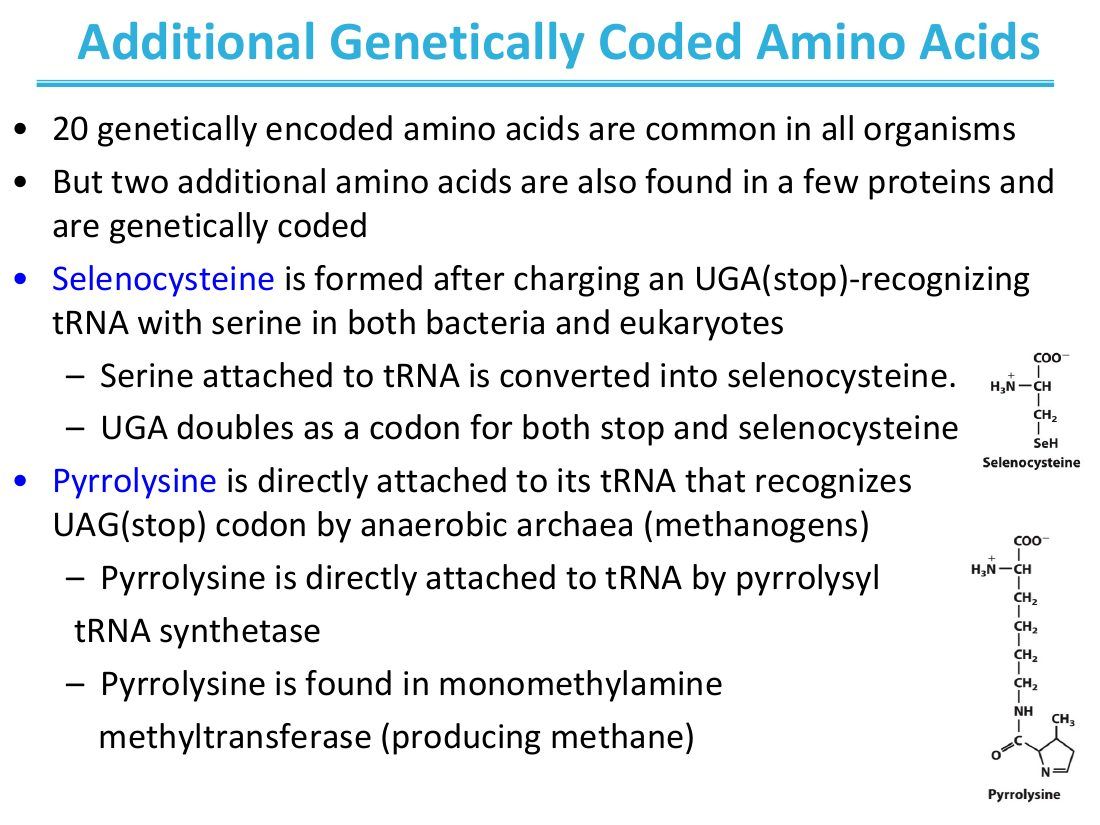 Additional Genetically Coded Amino Acids
• 20 genetically encoded amino acids are common in all organisms
• But two additional amino acids are also found in a few proteins and
are genetically coded
• Selenocysteine is formed after charging an UGA(stop)-recognizing
tRNA with serine in both bacteria and eukaryotes
– Serine attached to tRNA is converted into selenocysteine.
– UGA doubles as a codon for both stop and selenocysteine
COO⁻
H₃N⁺—CH
CH₂
SeH
Selenocysteine
• Pyrrolysine is directly attached to its tRNA that recognizes
UAG(stop) codon by anaerobic archaea (methanogens)
– Pyrrolysine is directly attached to tRNA by pyrrolysyl
tRNA synthetase
– Pyrrolysine is found in monomethylamine
methyltransferase (producing methane)
COO⁻
H₃N⁺—CH
CH₂
CH₂
CH₂
CH₂
NH
CH₃
C
O
N
Pyrrolysine